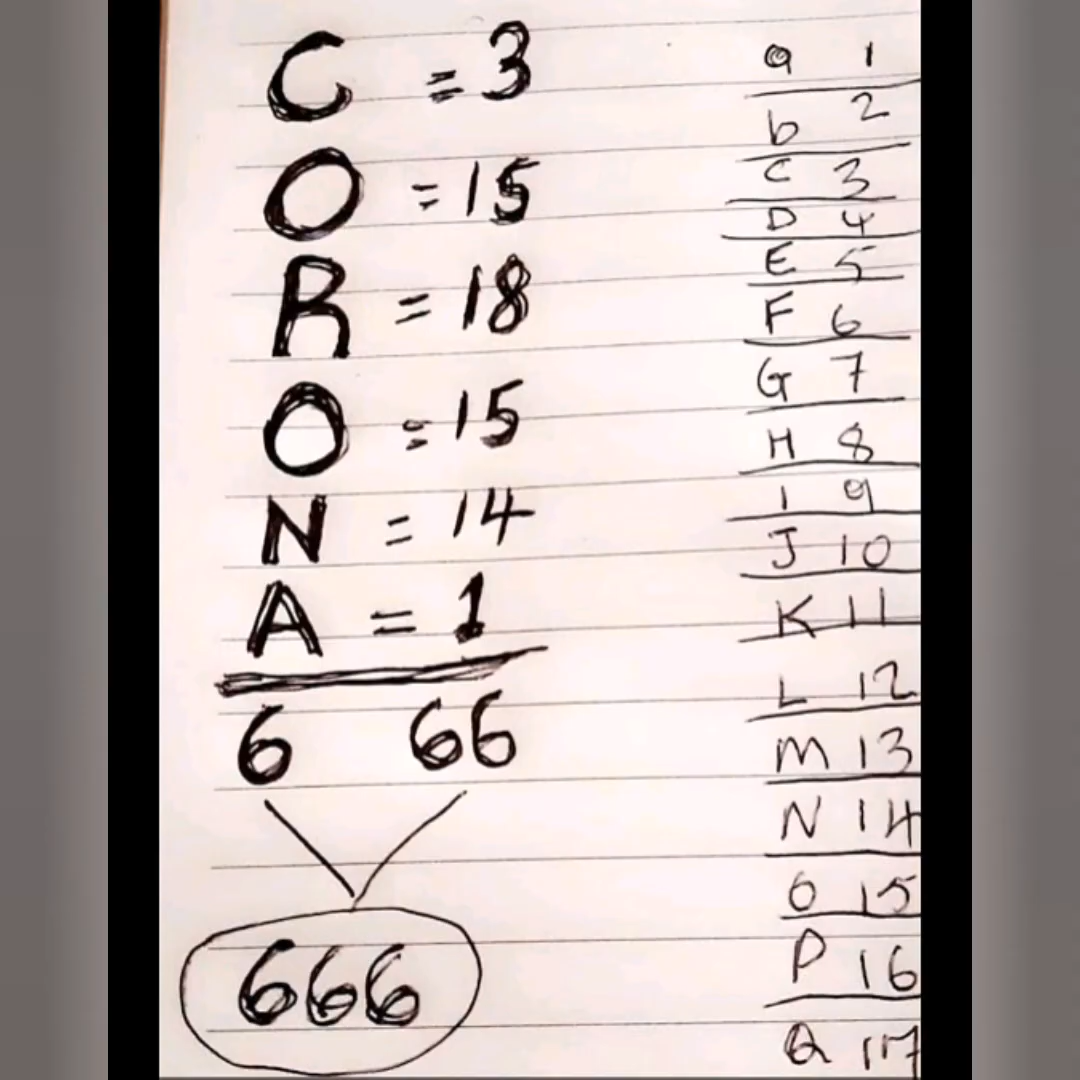 C = 3
O = 15
R = 18
O = 15
N = 14
A = 1
6 66
666
a 1
b 2
C 3
D 4
E 5
F 6
G 7
H 8
I 9
J 10
K 11
L 12
M 13
N 14
O 15
P 16
Q 17